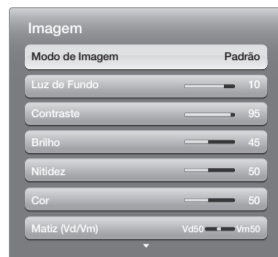 Imagem
Modo de Imagem Padrão
Luz de Fundo 10
Contraste 95
Brilho 45
Nitidez 50
Cor 50
Matiz (Vd/Vm) Vd50 Vm50